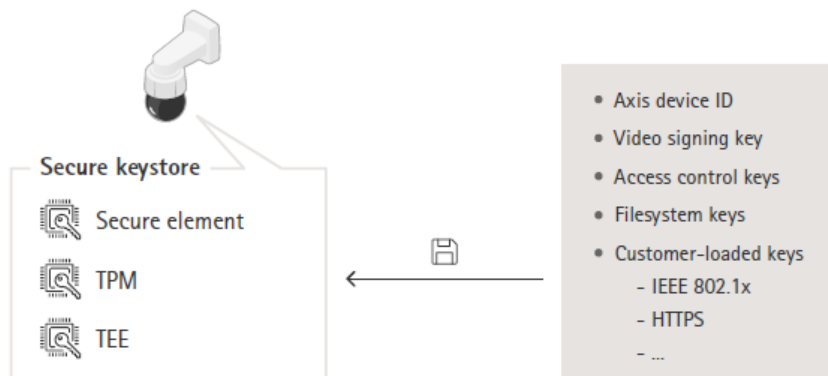 Secure keystore
Secure element
TPM
TEE
• Axis device ID
• Video signing key
• Access control keys
• Filesystem keys
• Customer-loaded keys
- IEEE 802.1x
- HTTPS
- ...